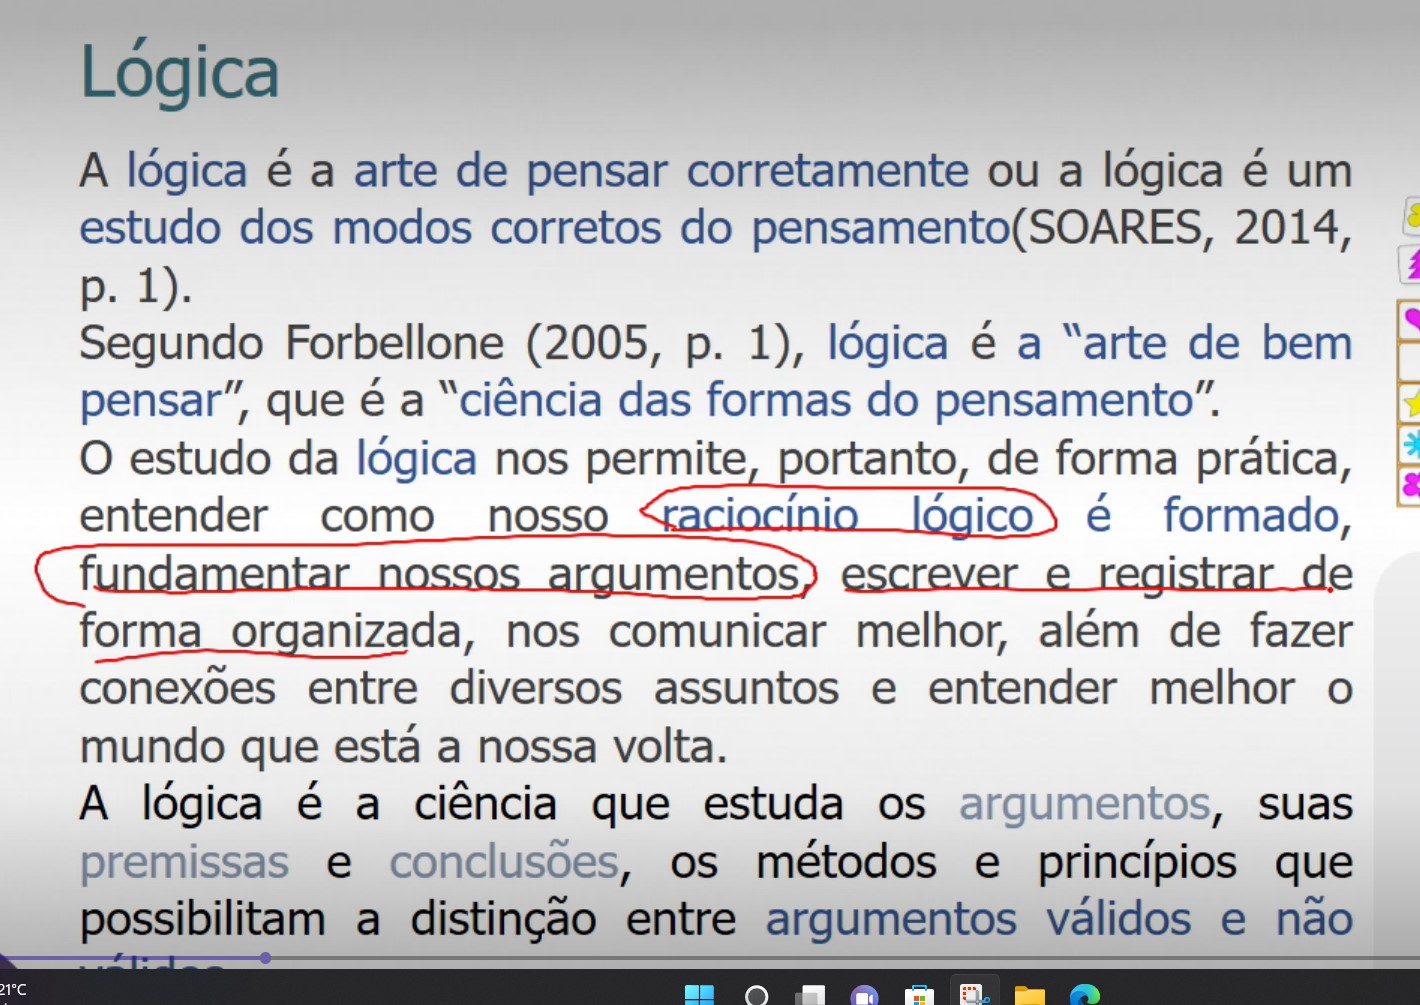 Lógica
A lógica é a arte de pensar corretamente ou a lógica é um
estudo dos modos corretos do pensamento(SOARES, 2014,
p. 1).
Segundo Forbellone (2005, p. 1), lógica é a “arte de bem
pensar”, que é a “ciência das formas do pensamento”.
O estudo da lógica nos permite, portanto, de forma prática,
entender como nosso raciocínio lógico é formado,
fundamentar nossos argumentos, escrever e registrar de
forma organizada, nos comunicar melhor, além de fazer
conexões entre diversos assuntos e entender melhor o
mundo que está a nossa volta.
A lógica é a ciência que estuda os argumentos, suas
premissas e conclusões, os métodos e princípios que
possibilitam a distinção entre argumentos válidos e não
válidos
21°C